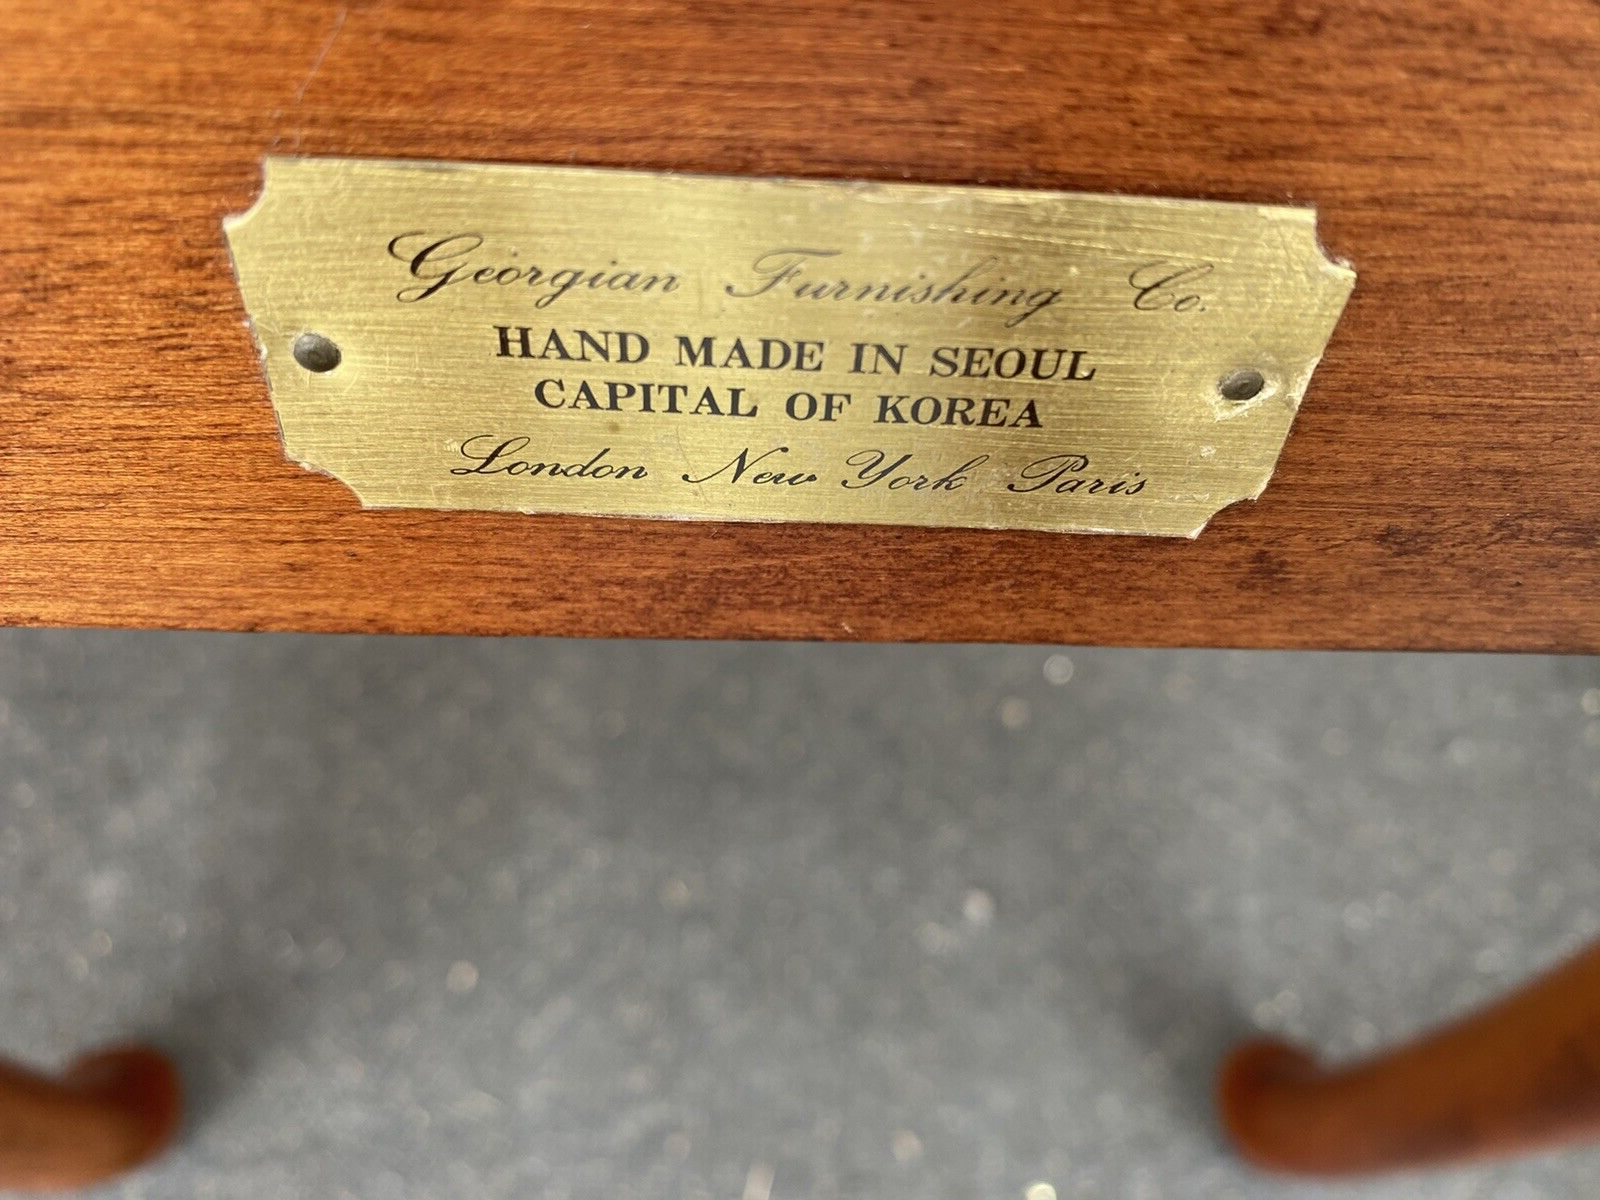 Georgian Furnishing Co.
HAND MADE IN SEOUL
CAPITAL OF KOREA
London New York Paris